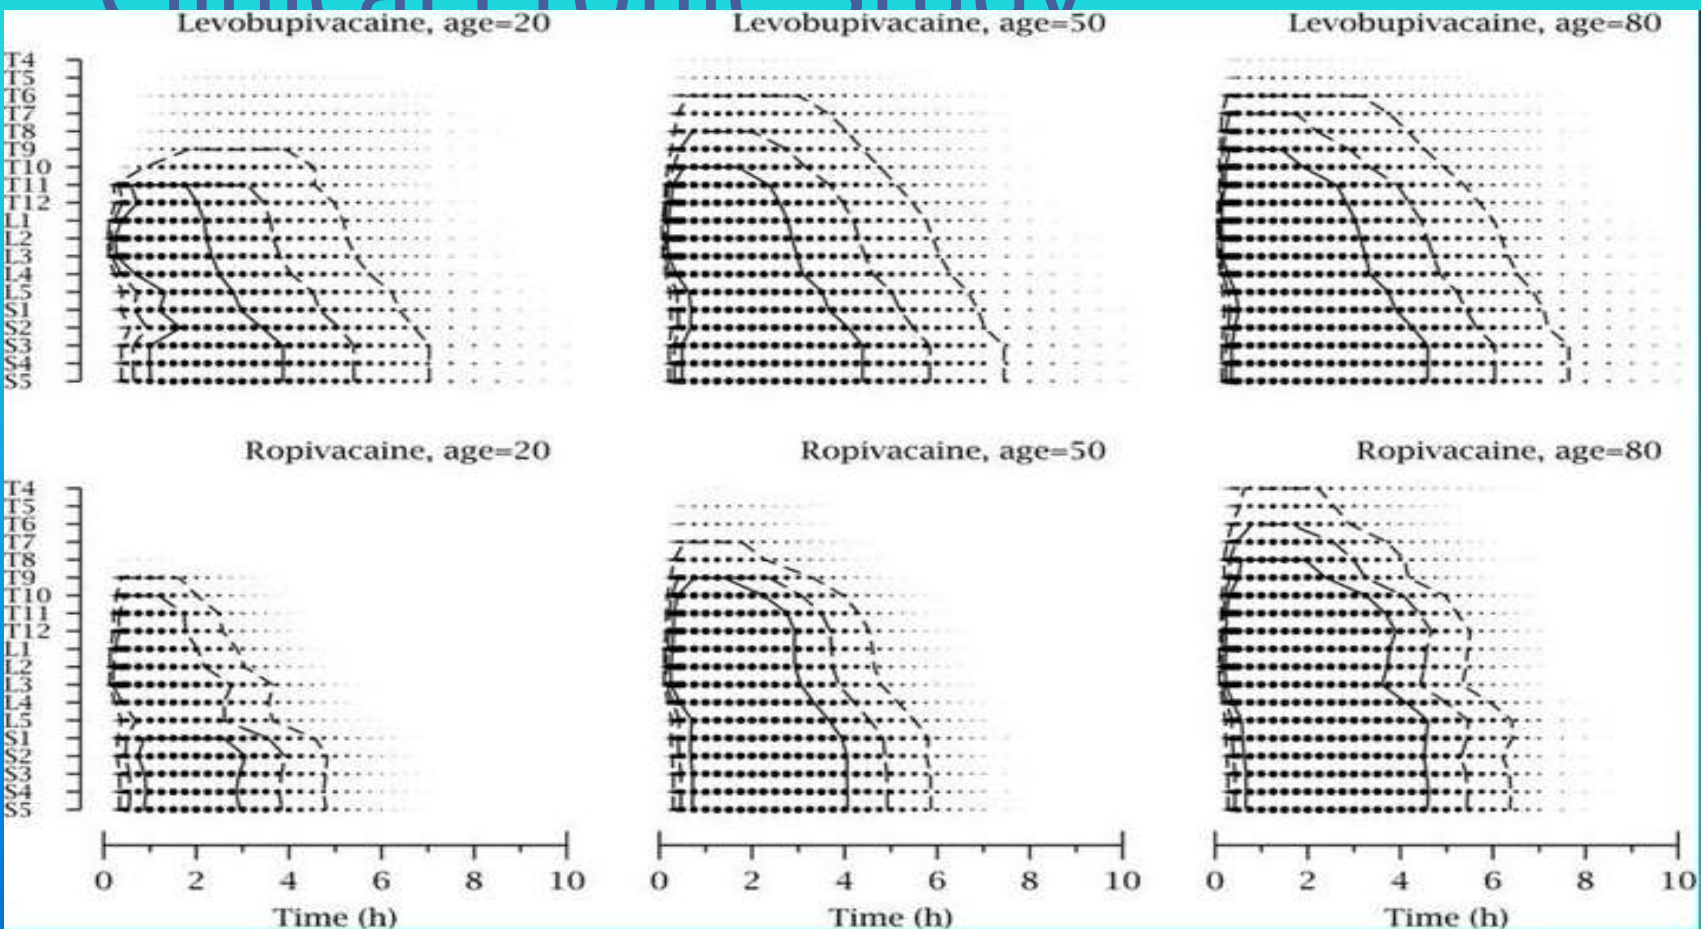 Clinical Profile Study
Levobupivacaine, age=20
Levobupivacaine, age=50
Levobupivacaine, age=80
T4
T5
T6
T7
T8
T9
T10
T11
T12
L1
L2
L3
L4
L5
S1
S2
S3
S4
S5
Ropivacaine, age=20
Ropivacaine, age=50
Ropivacaine, age=80
T4
T5
T6
T7
T8
T9
T10
T11
T12
L1
L2
L3
L4
L5
S1
S2
S3
S4
S5
0 2 4 6 8 10
0 2 4 6 8 10
0 2 4 6 8 10
Time (h)
Time (h)
Time (h)